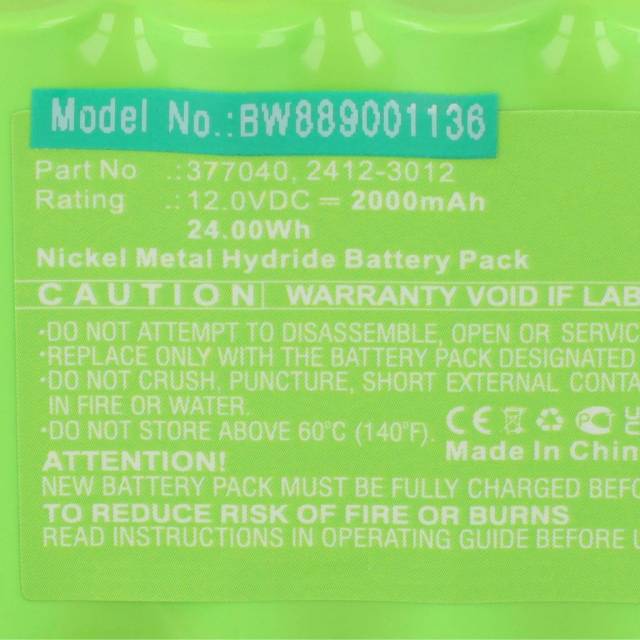 Model No.:BW889001136
Part No .:377040, 2412-3012
Rating .: 12.0VDC ⎓ 2000mAh
24.00Wh
Nickel Metal Hydride Battery Pack
CAUTION WARRANTY VOID IF LAB
·DO NOT ATTEMPT TO DISASSEMBLE, OPEN OR SERVIC
·REPLACE ONLY WITH THE BATTERY PACK DESIGNATED
·DO NOT CRUSH, PUNCTURE, SHORT EXTERNAL CONTA
IN FIRE OR WATER.
·DO NOT STORE ABOVE 60°C (140°F).
CE
Made In Chin
ATTENTION!
NEW BATTERY PACK MUST BE FULLY CHARGED BEFO
TO REDUCE RISK OF FIRE OR BURNS
READ INSTRUCTIONS IN OPERATING GUIDE BEFORE U